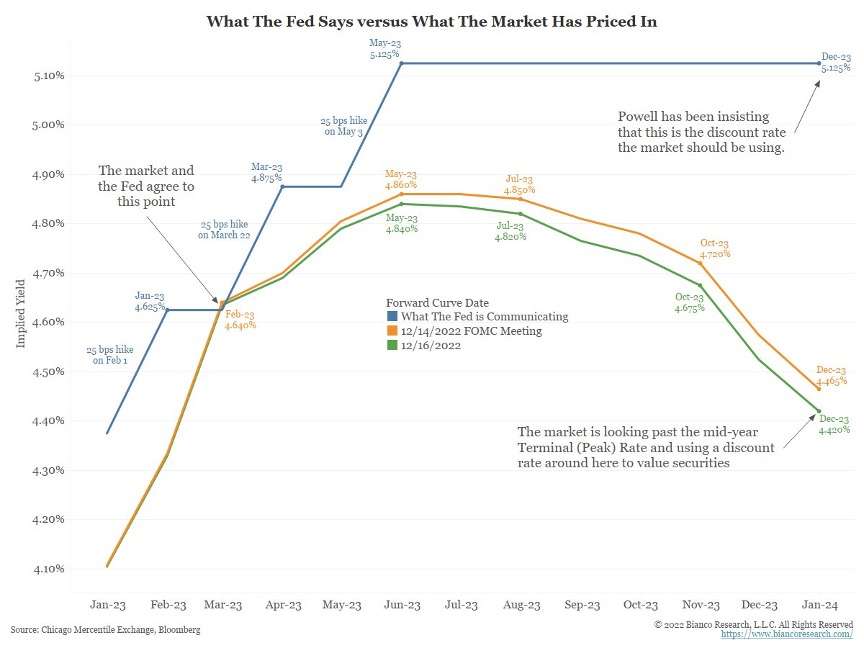 What The Fed Says versus What The Market Has Priced In
May-23
5.125%
Dec-23
5.125%
5.10%
Powell has been insisting
that this is the discount rate
the market should be using.
25 bps hike
on May 3
5.00%
The market and
the Fed agree to
this point
Mar-23
4.875%
4.90%
May-23
4.860%
Jul-23
4.850%
25 bps hike
on March 22
4.80%
May-23
4.840%
Jul-23
4.820%
Oct-23
4.720%
4.70%
Jan-23
4.625%
Feb-23
4.640%
Oct-23
4.675%
Implied Yield
Forward Curve Date
What The Fed is Communicating
12/14/2022 FOMC Meeting
12/16/2022
4.60%
25 bps hike
on Feb 1
4.50%
Dec-23
4.465%
Dec-23
4.420%
4.40%
The market is looking past the mid-year
Terminal (Peak) Rate and using a discount
rate around here to value securities
4.30%
4.20%
4.10%
Jan-23 Feb-23 Mar-23 Apr-23 May-23 Jun-23 Jul-23 Aug-23 Sep-23 Oct-23 Nov-23 Dec-23 Jan-24
Source: Chicago Mercentile Exchange, Bloomberg
© 2022 Bianco Research, L.L.C. All Rights Reserved
https://www.biancoresearch.com/